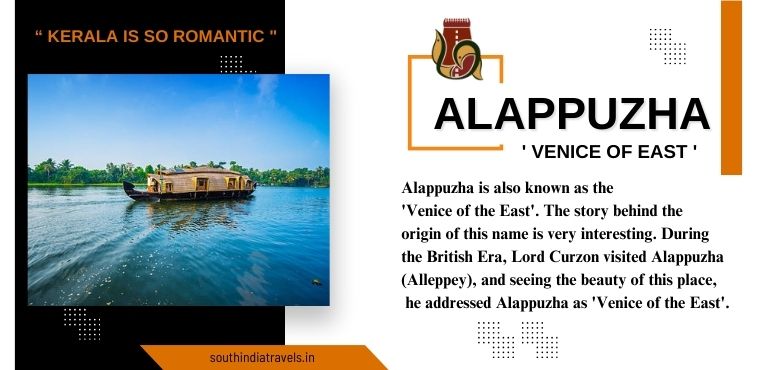 “ KERALA IS SO ROMANTIC "
ALAPPUZHA
' VENICE OF EAST '
Alappuzha is also known as the
'Venice of the East'. The story behind the
origin of this name is very interesting. During
the British Era, Lord Curzon visited Alappuzha
(Alleppey), and seeing the beauty of this place,
he addressed Alappuzha as 'Venice of the East'.
southindiatravels.in